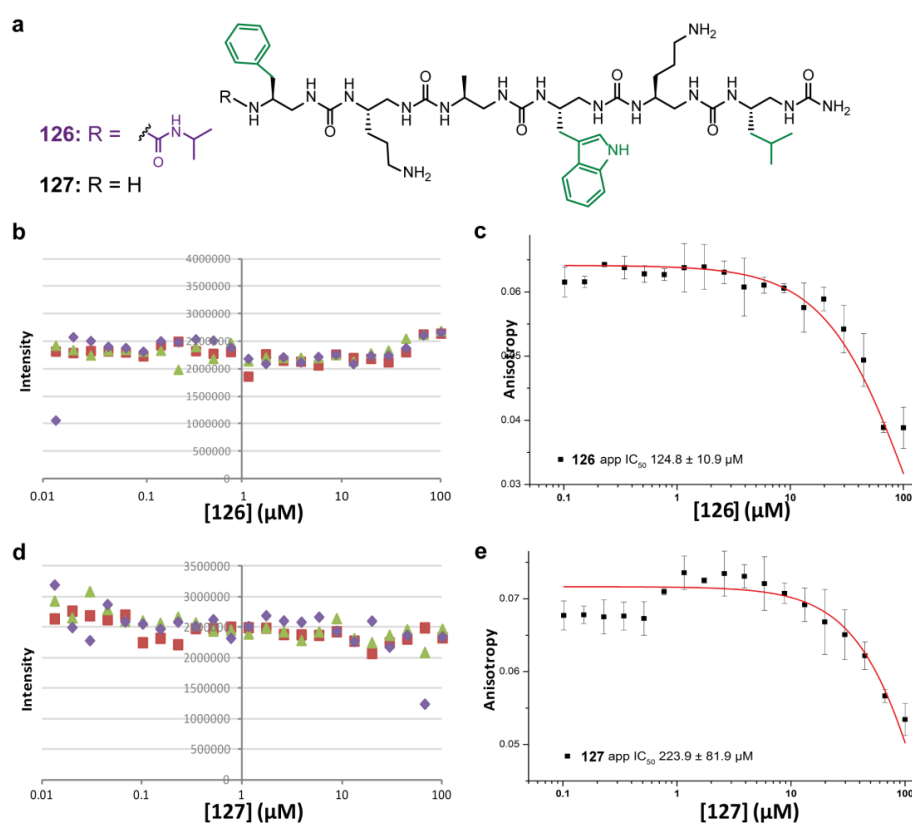 a
126: R =
O
N
H
127: R = H
R
N
H
H
N
O
N
H
NH₂
H
N
O
N
H
H
N
O
N
H
NH
H
N
O
N
H
NH₂
H
N
O
N
H
H
N
O
NH₂
b
Intensity
4000000
3500000
3000000
2500000
2000000
1500000
1000000
500000
0
0.01
0.1
1
10
100
[126] (µM)
c
Anisotropy
0.06
0.05
0.04
0.03
126 app IC₅₀ 124.8 ± 10.9 µM
0.1
1
10
100
[126] (µM)
d
Intensity
3500000
3000000
2500000
2000000
1500000
1000000
500000
0
0.01
0.1
1
10
100
[127] (µM)
e
Anisotropy
0.07
0.06
0.05
127 app IC₅₀ 223.9 ± 81.9 µM
0.1
1
10
100
[127] (µM)